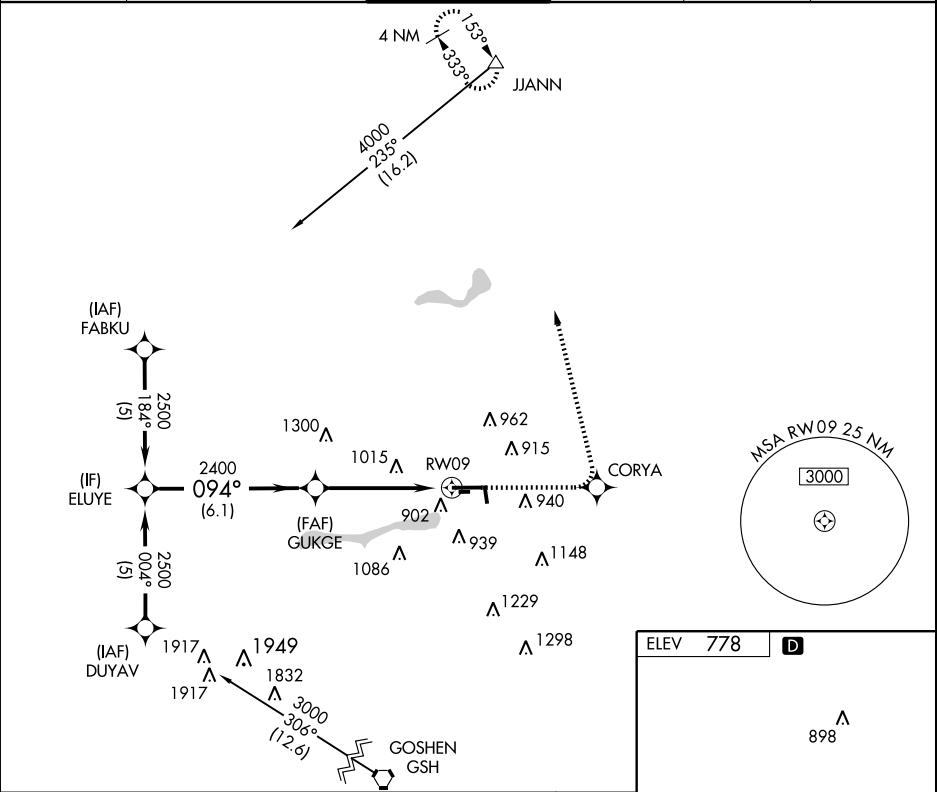 4 NM
153°
333°
JJANN
4000
235°
(16.2)
(IAF)
FABKU
2500
184°
(5)
1300
962
915
1015
RW09
CORYA
(IF)
ELUYE
2400
094°
(6.1)
940
902
(FAF)
GUKGE
939
1086
1148
2500
004°
(5)
1229
1298
(IAF)
DUYAV
1917
1949
1917
1832
3000
306°
(12.6)
GOSHEN
GSH
MSA RW09 25 NM
3000
ELEV 778 D
898